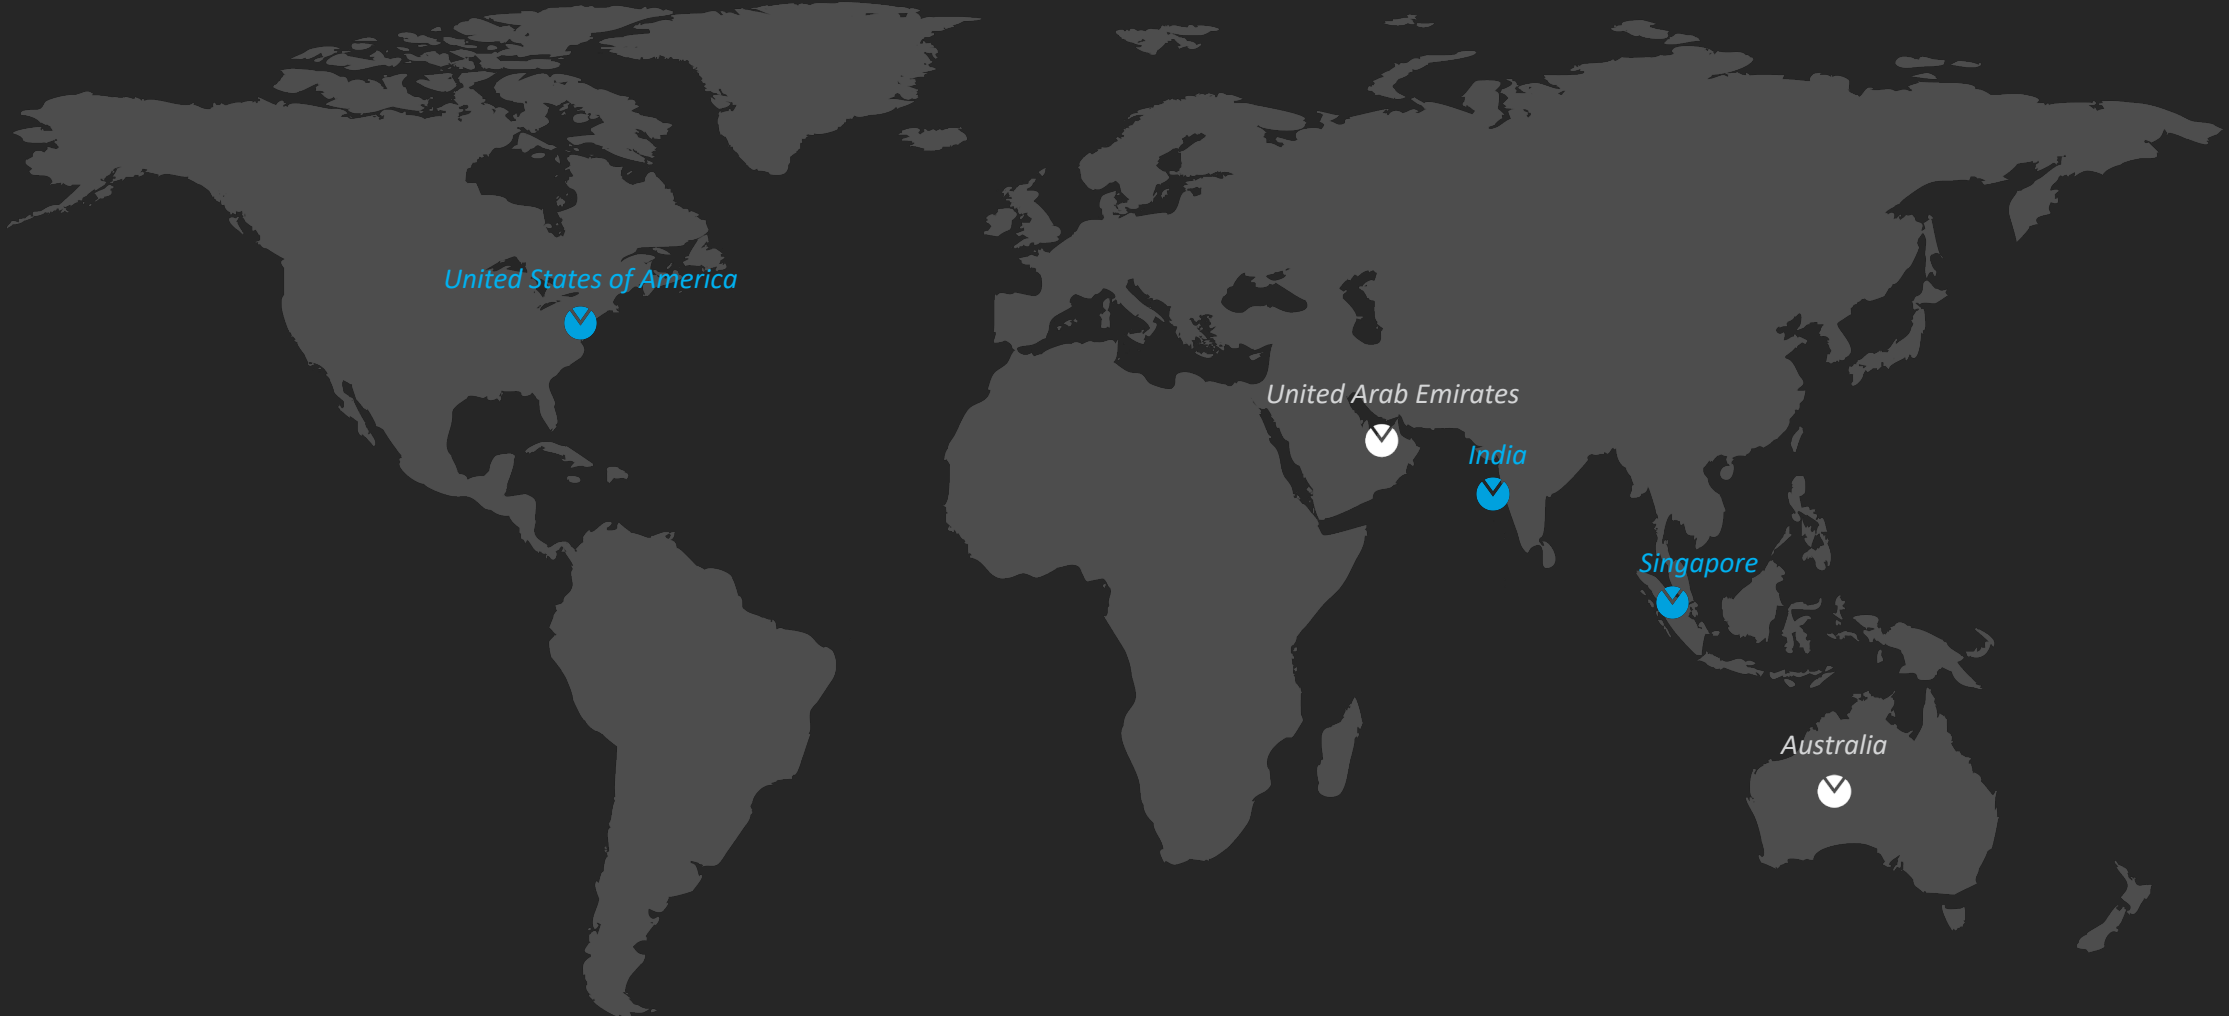 United States of America
United Arab Emirates
India
Singapore
Australia